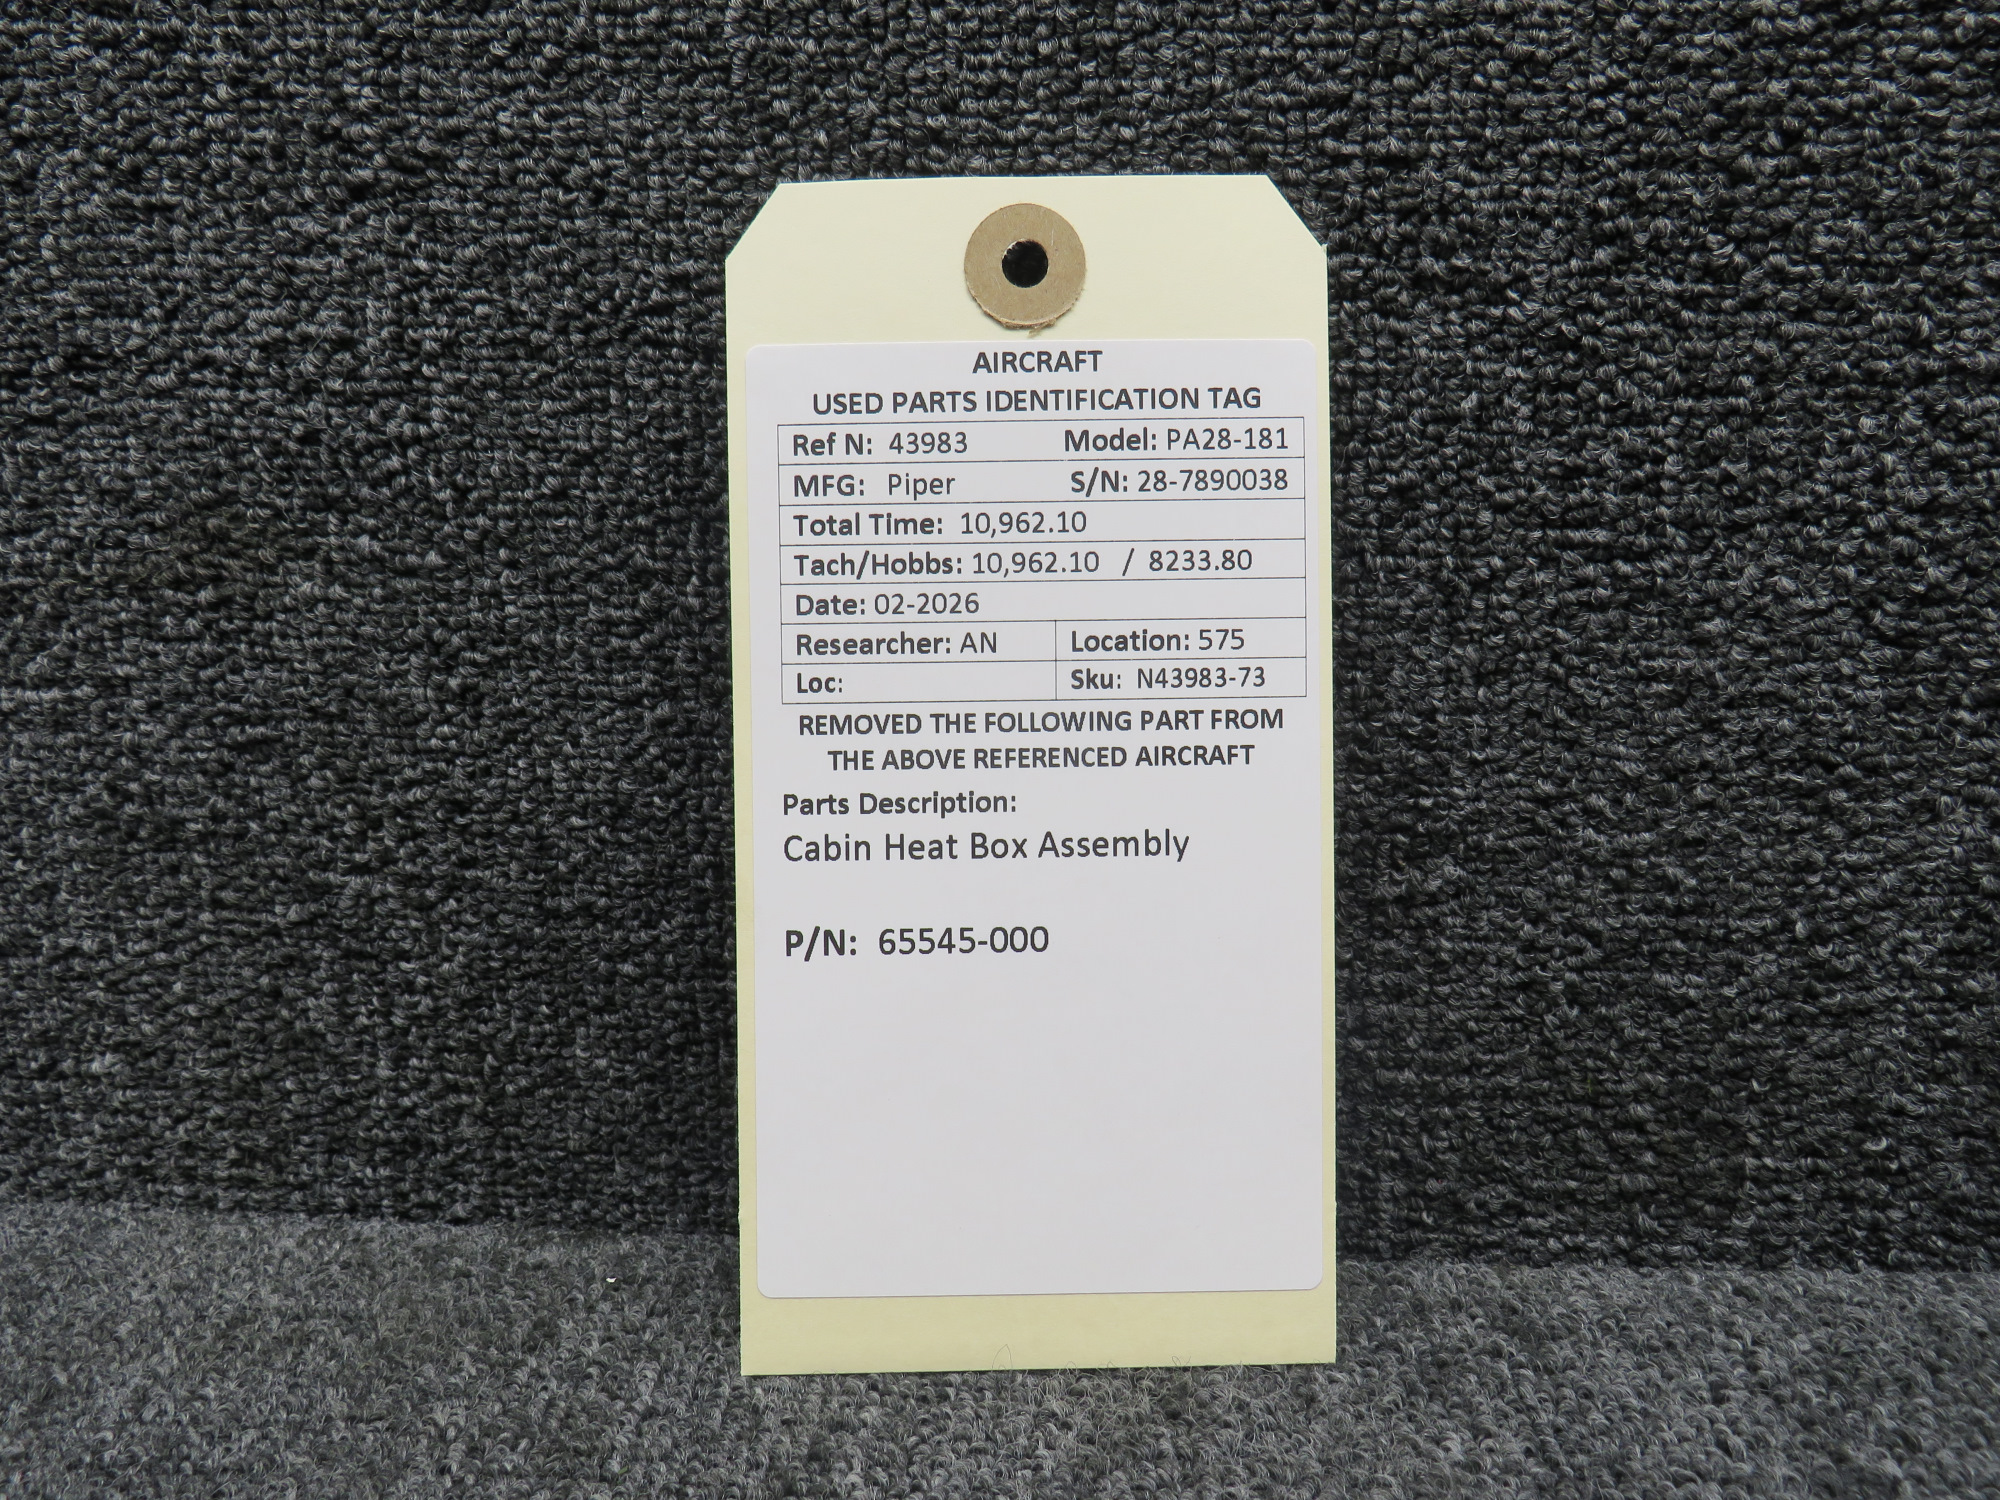 AIRCRAFT
USED PARTS IDENTIFICATION TAG
Ref N: 43983 Model: PA28-181
MFG: Piper S/N: 28-7890038
Total Time: 10,962.10
Tach/Hobbs: 10,962.10 / 8233.80
Date: 02-2026
Researcher: AN Location: 575
Loc: Sku: N43983-73
REMOVED THE FOLLOWING PART FROM
THE ABOVE REFERENCED AIRCRAFT
Parts Description:
Cabin Heat Box Assembly
P/N: 65545-000